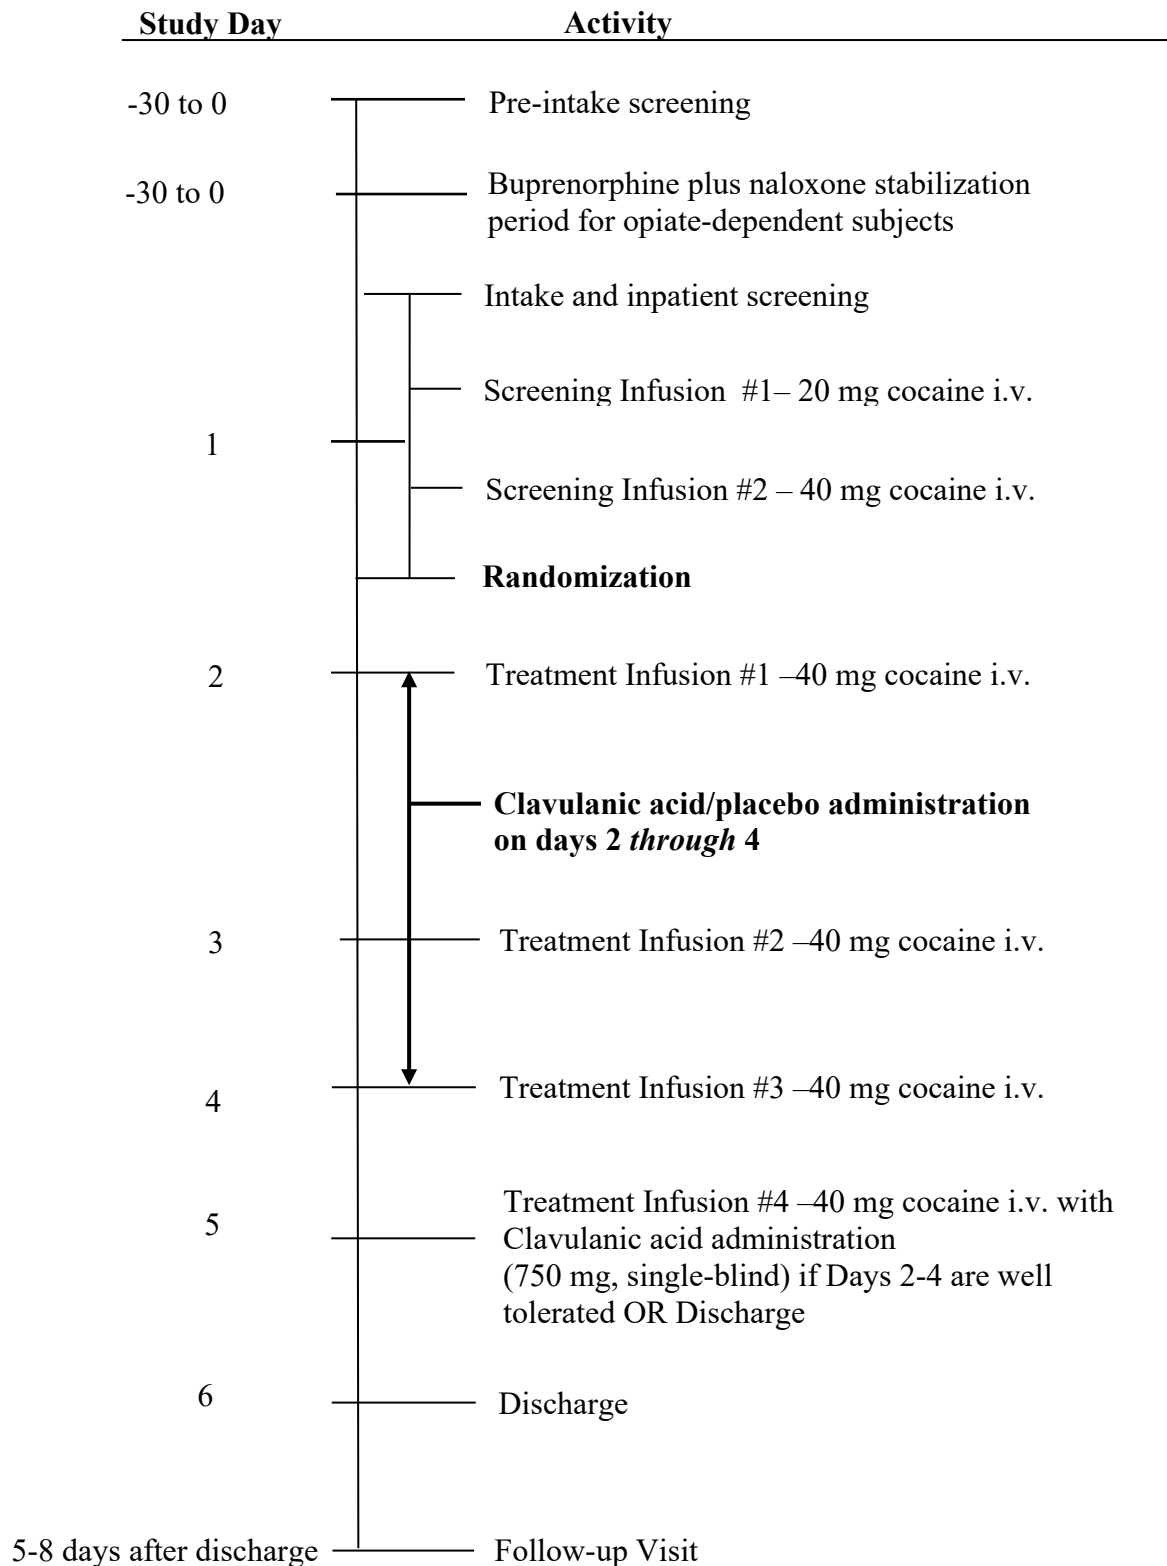 Study Day Activity
-30 to 0 Pre-intake screening
-30 to 0 Buprenorphine plus naloxone stabilization
period for opiate-dependent subjects
Intake and inpatient screening
Screening Infusion #1– 20 mg cocaine i.v.
1
Screening Infusion #2 – 40 mg cocaine i.v.
Randomization
2 Treatment Infusion #1 –40 mg cocaine i.v.
Clavulanic acid/placebo administration
on days 2 through 4
3 Treatment Infusion #2 –40 mg cocaine i.v.
4 Treatment Infusion #3 –40 mg cocaine i.v.
5 Treatment Infusion #4 –40 mg cocaine i.v. with
Clavulanic acid administration
(750 mg, single-blind) if Days 2-4 are well
tolerated OR Discharge
6 Discharge
5-8 days after discharge Follow-up Visit